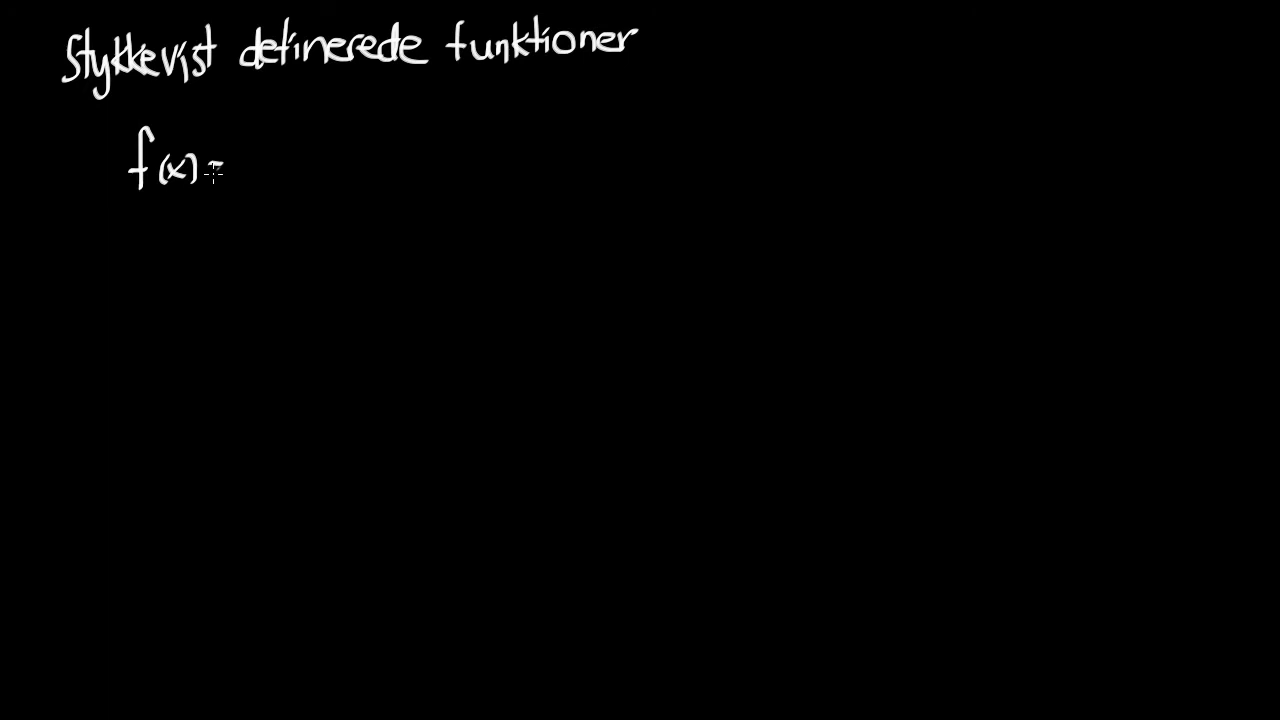 Stykkevist definerede funktioner
f(x) =